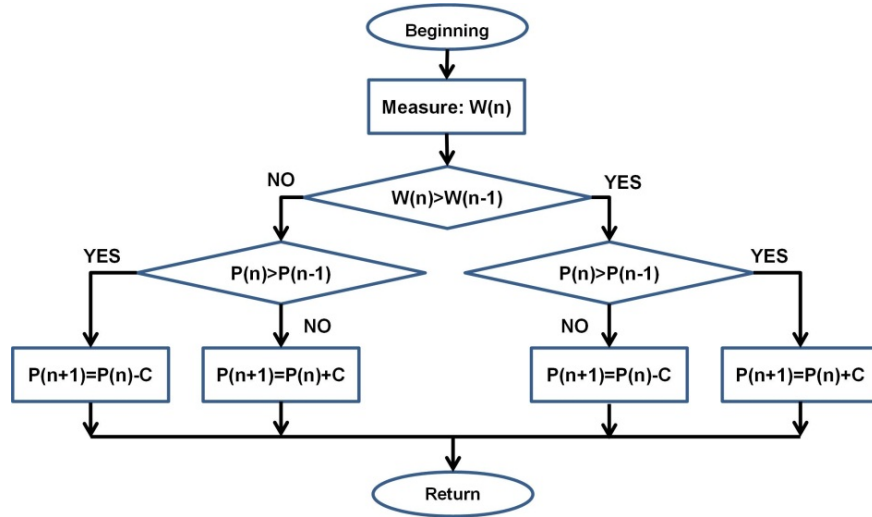 Beginning
Measure: W(n)
NO
YES
W(n)>W(n-1)
YES
P(n)>P(n-1)
P(n)>P(n-1)
YES
NO
NO
P(n+1)=P(n)-C
P(n+1)=P(n)+C
(n+1)=P(n)-C
P(n+1)=P(n)+C
Return